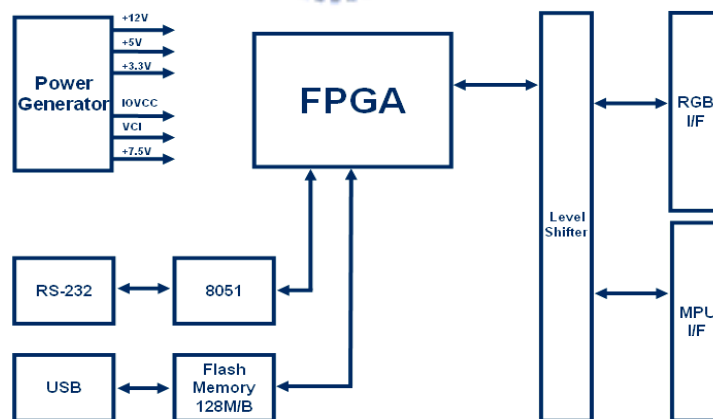 +12V
+5V
+3.3V
Power
Generator
IOVCC
VCI
+7.5V
FPGA
RGB
I/F
Level
Shifter
RS-232
8051
MPU
I/F
USB
Flash
Memory
128M/B